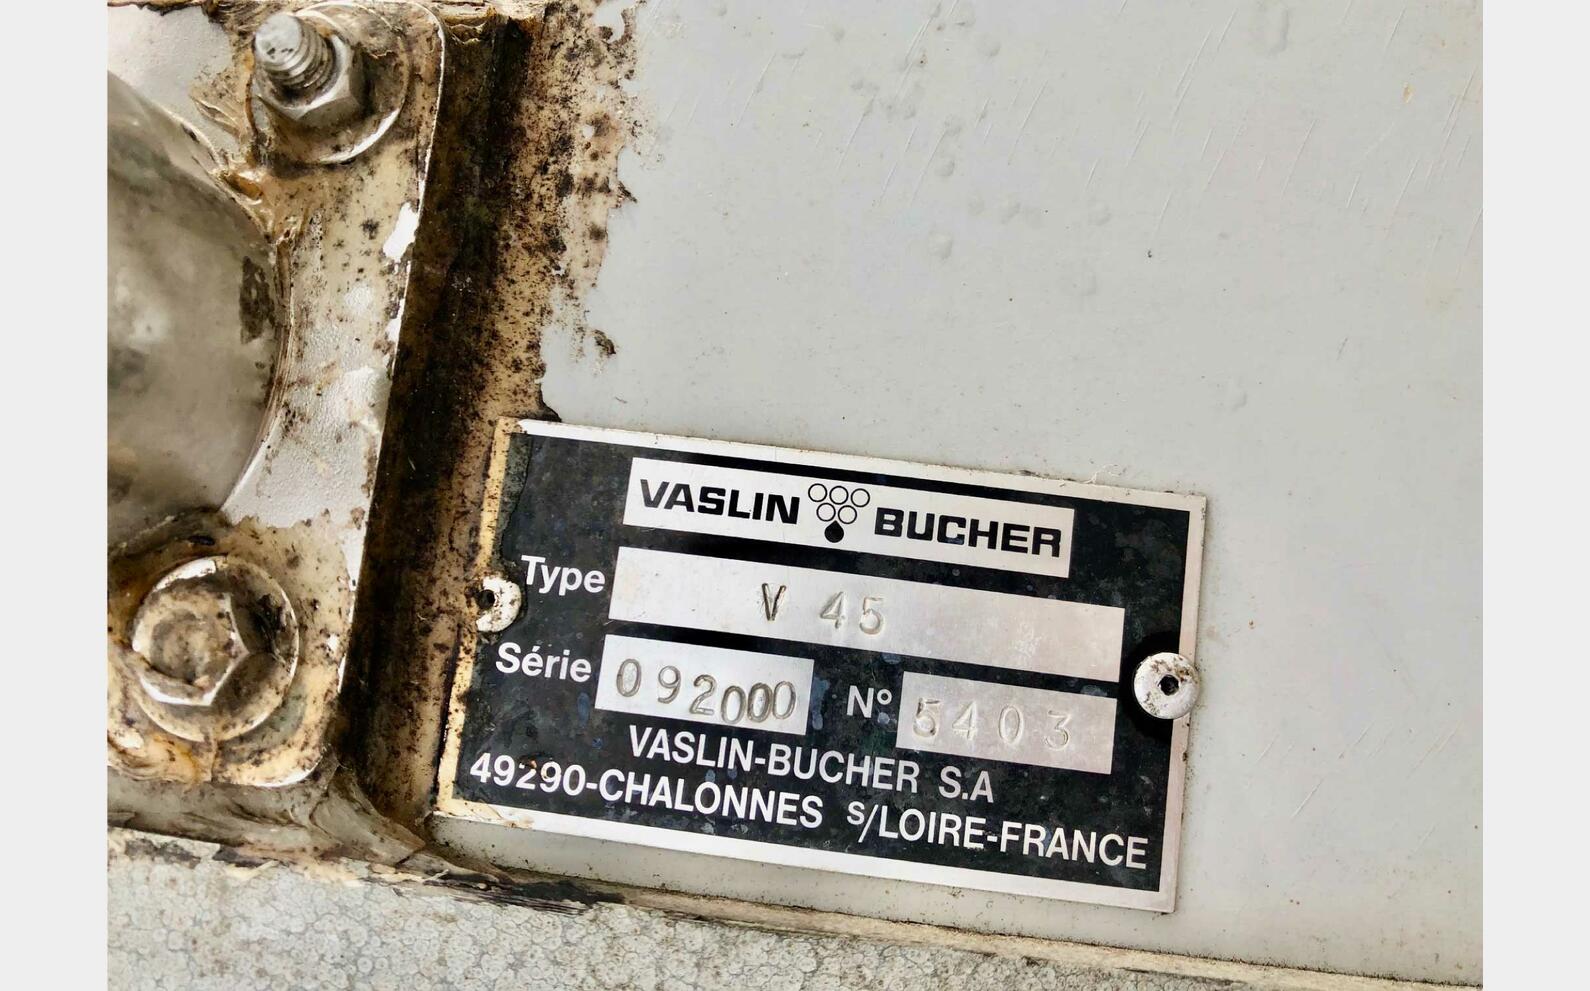 VASLIN BUCHER
Type V 45
Série 092000 N° 5403
VASLIN-BUCHER S.A
49290-CHALONNES s/LOIRE-FRANCE